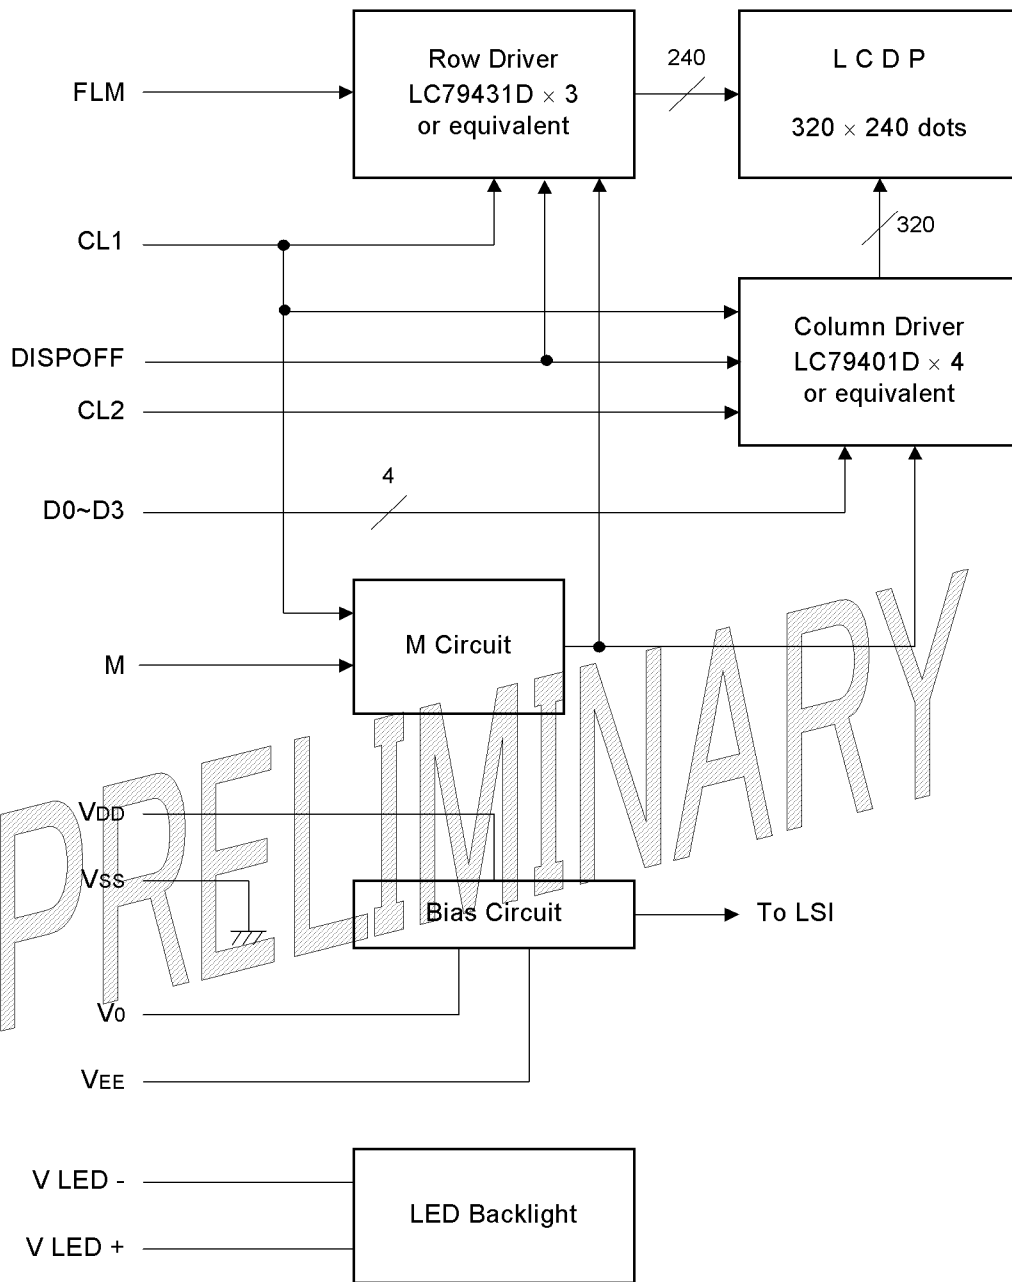 Row Driver
LC79431D × 3
or equivalent
240
L C D P
320 × 240 dots
FLM
CL1
320
Column Driver
LC79401D × 4
or equivalent
DISPOFF
CL2
4
D0~D3
M Circuit
M
PRELIMINARY
VDD
VSS
Bias Circuit
To LSI
V0
VEE
V LED -
LED Backlight
V LED +